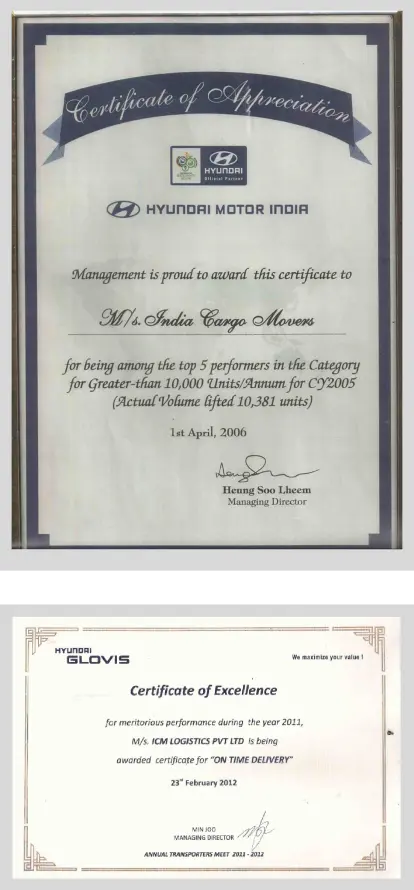 Certificate of Appreciation
HYUNDAI
Official Partner
HYUNDAI MOTOR INDIA
Management is proud to award this certificate to
M/s. India Cargo Movers
for being among the top 5 performers in the Category
for Greater-than 10,000 Units/Annum for CY2005
(Actual Volume lifted 10,381 units)
1st April, 2006
Heung Soo Lheem
Managing Director
HYUNDAI
GLOVIS
We maximize your value !
Certificate of Excellence
for meritorious performance during the year 2011,
M/s. ICM LOGISTICS PVT LTD is being
awarded certificate for "ON TIME DELIVERY"
23rd February 2012
MIN JOO
MANAGING DIRECTOR
ANNUAL TRANSPORTERS MEET 2011 - 2012